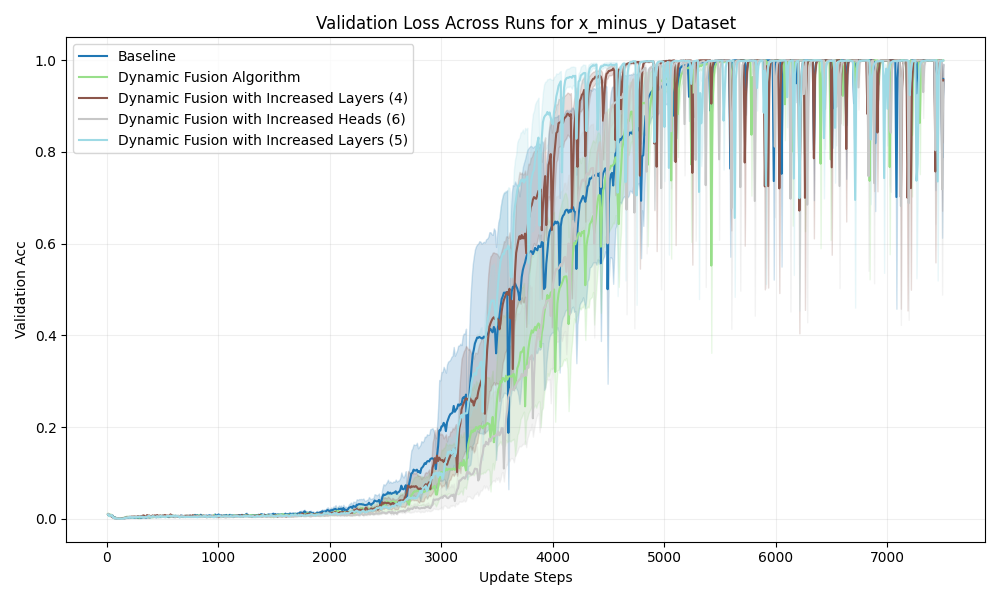 Validation Loss Across Runs for x_minus_y Dataset
Baseline
Dynamic Fusion Algorithm
Dynamic Fusion with Increased Layers (4)
Dynamic Fusion with Increased Heads (6)
Dynamic Fusion with Increased Layers (5)
Validation Acc
1.0
0.8
0.6
0.4
0.2
0.0
0 1000 2000 3000 4000 5000 6000 7000
Update Steps